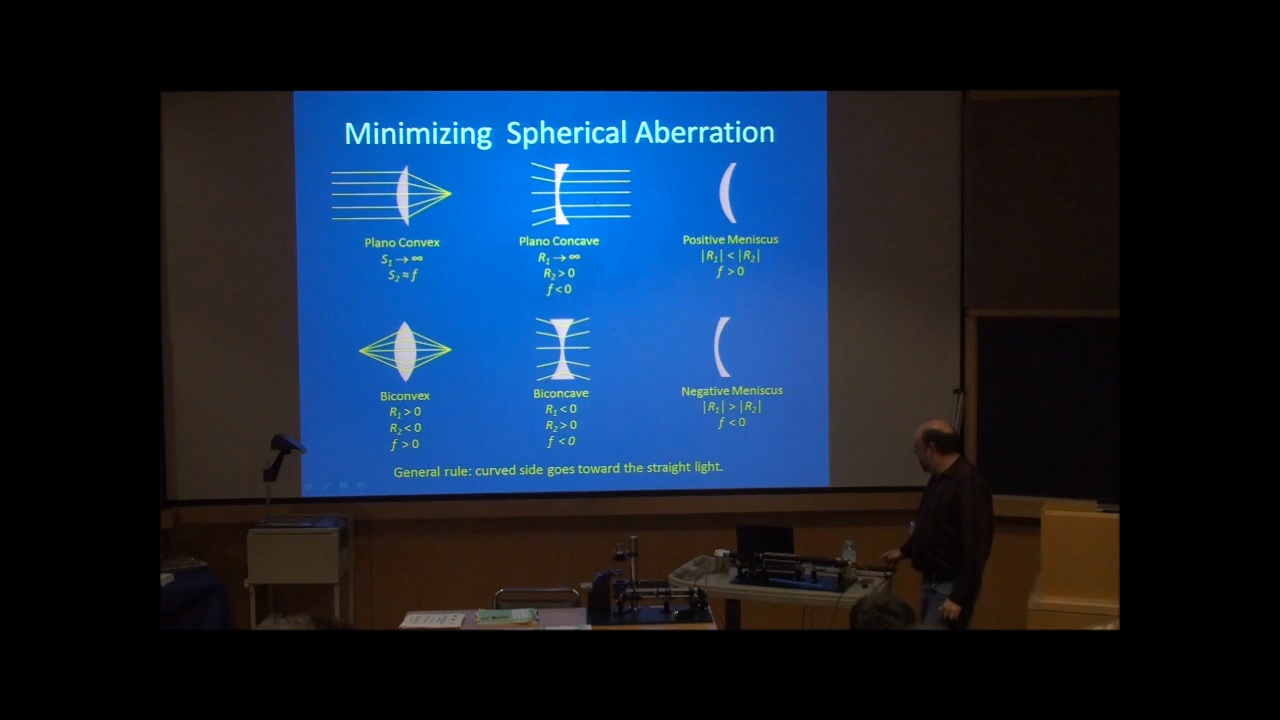 Minimizing Spherical Aberration
Plano Convex
S₁ → ∞
S₂ ≈ f
Plano Concave
R₁ → ∞
R₂ > 0
f < 0
Positive Meniscus
|R₁| < |R₂|
f > 0
Biconvex
R₁ > 0
R₂ < 0
f > 0
Biconcave
R₁ < 0
R₂ > 0
f < 0
Negative Meniscus
|R₁| > |R₂|
f < 0
General rule: curved side goes toward the straight light.